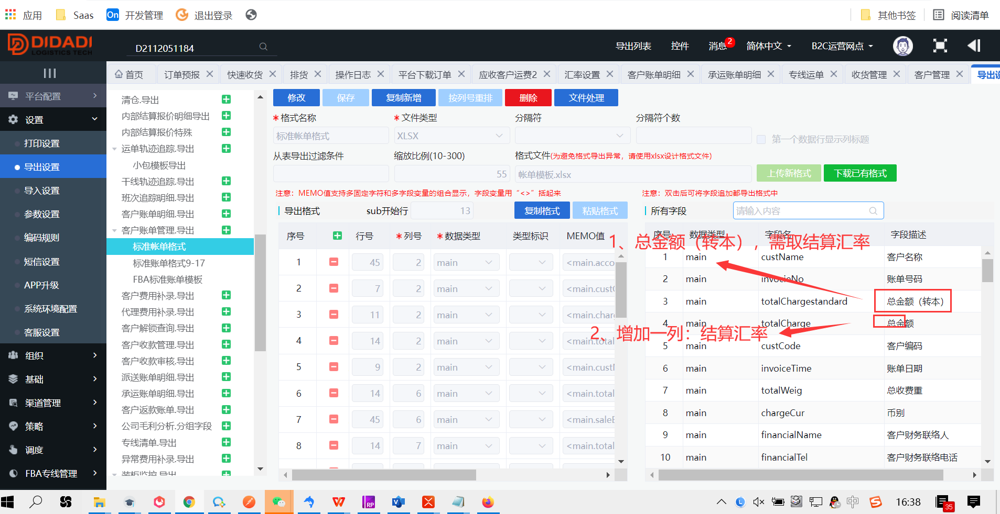 应用
Saas
On 开发管理
退出登录
其他书签
阅读清单
DIDADI
LOGISTICS TECH
D2112051184
导出列表
控件
消息
2
简体中文
B2C运营网点
首页
订单预报
快速收货
排货
操作日志
平台下载订单
应收客户运费2
汇率设置
客户账单明细
承运账单明细
专线运单
收货管理
客户管理
导出设
平台配置
设置
打印设置
导出设置
导入设置
参数设置
编码规则
短信设置
APP升级
系统环境配置
客服设置
组织
基础
渠道管理
策略
调度
FBA专线管理
清仓.导出
内部结算报价明细导出
内部结算报价特殊
运单轨迹追踪.导出
小包模板导出
干线轨迹追踪.导出
班次追踪明细.导出
客户账单明细.导出
客户账单管理.导出
标准帐单格式
标准账单格式9-17
FBA标准账单模板
客户费用补录.导出
代理费用补录.导出
客户解锁查询.导出
客户收款管理.导出
客户收款审核.导出
派送账单明细.导出
承运账单明细.导出
客户返款账单.导出
公司毛利分析.分组字段
专线清单.导出
异常费用补录.导出
装柜监控.导出
修改
保存
复制新增
按列号重排
删除
文件处理
* 格式名称
* 文件类型
分隔符
分隔符个数
标准帐单格式
XLSX
第一个数据行显示列标题
从表导出过滤条件
缩放比例(10-300)
格式文件(为避免格式导出异常，请使用xlsx设计格式文件)
55
帐单模板.xlsx
上传新格式
下载已有格式
注意：MEMO值支持多固定字符和多字段变量的组合显示，字段变量用“<>”括起来
注意：双击后可将字段追加都导出格式中
导出格式
sub开始行
13
复制格式
粘贴格式
所有字段
请输入内容
序号 行号 * 列号 * 数据类型 类型标识 MEMO值
1 45 2 main <main.acco
2 7 2 main <main.cust
3 11 2 main <main.charg
4 14 2 main <main.total
5 9 2 main <main.custI
6 14 6 main <main.total
7 45 6 main <main.saleE
8 14 7 main <main.total
序号 数据类型 字段名 字段描述
1、总金额（转本），需取结算汇率
1 main custName 客户名称
2 main invocieNo 账单号码
3 main totalChargestandard 总金额（转本）
4 main totalCharge 总金额
2、增加一列：结算汇率
5 main custCode 客户编码
6 main invoiceTime 账单日期
7 main totalWeig 总收费重
8 main chargeCur 币别
9 main financialName 客户财务联络人
10 main financialTel 客户财务联络电话
RP
中
16:38
35